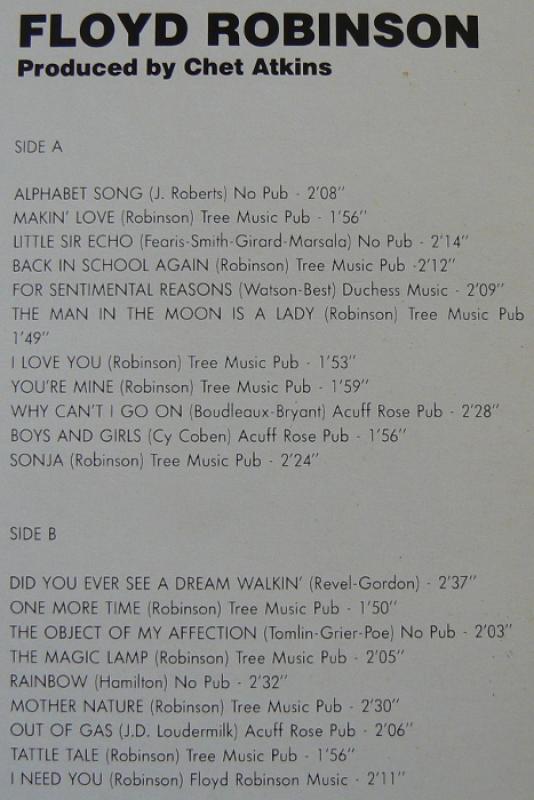 FLOYD ROBINSON
Produced by Chet Atkins
SIDE A
ALPHABET SONG (J. Roberts) No Pub - 2'08''
MAKIN' LOVE (Robinson) Tree Music Pub - 1'56''
LITTLE SIR ECHO (Fearis-Smith-Girard-Marsala) No Pub - 2'14''
BACK IN SCHOOL AGAIN (Robinson) Tree Music Pub -2'12''
FOR SENTIMENTAL REASONS (Watson-Best) Duchess Music - 2'09''
THE MAN IN THE MOON IS A LADY (Robinson) Tree Music Pub
1'49''
I LOVE YOU (Robinson) Tree Music Pub - 1'53''
YOU'RE MINE (Robinson) Tree Music Pub - 1'59''
WHY CAN'T I GO ON (Boudleaux-Bryant) Acuff Rose Pub - 2'28''
BOYS AND GIRLS (Cy Coben) Acuff Rose Pub - 1'56''
SONJA (Robinson) Tree Music Pub - 2'24''
SIDE B
DID YOU EVER SEE A DREAM WALKIN' (Revel-Gordon) - 2'37''
ONE MORE TIME (Robinson) Tree Music Pub - 1'50''
THE OBJECT OF MY AFFECTION (Tomlin-Grier-Poe) No Pub - 2'03''
THE MAGIC LAMP (Robinson) Tree Music Pub - 2'05''
RAINBOW (Hamilton) No Pub - 2'32''
MOTHER NATURE (Robinson) Tree Music Pub - 2'30''
OUT OF GAS (J.D. Loudermilk) Acuff Rose Pub - 2'06''
TATTLE TALE (Robinson) Tree Music Pub - 1'56''
I NEED YOU (Robinson) Floyd Robinson Music - 2'11''